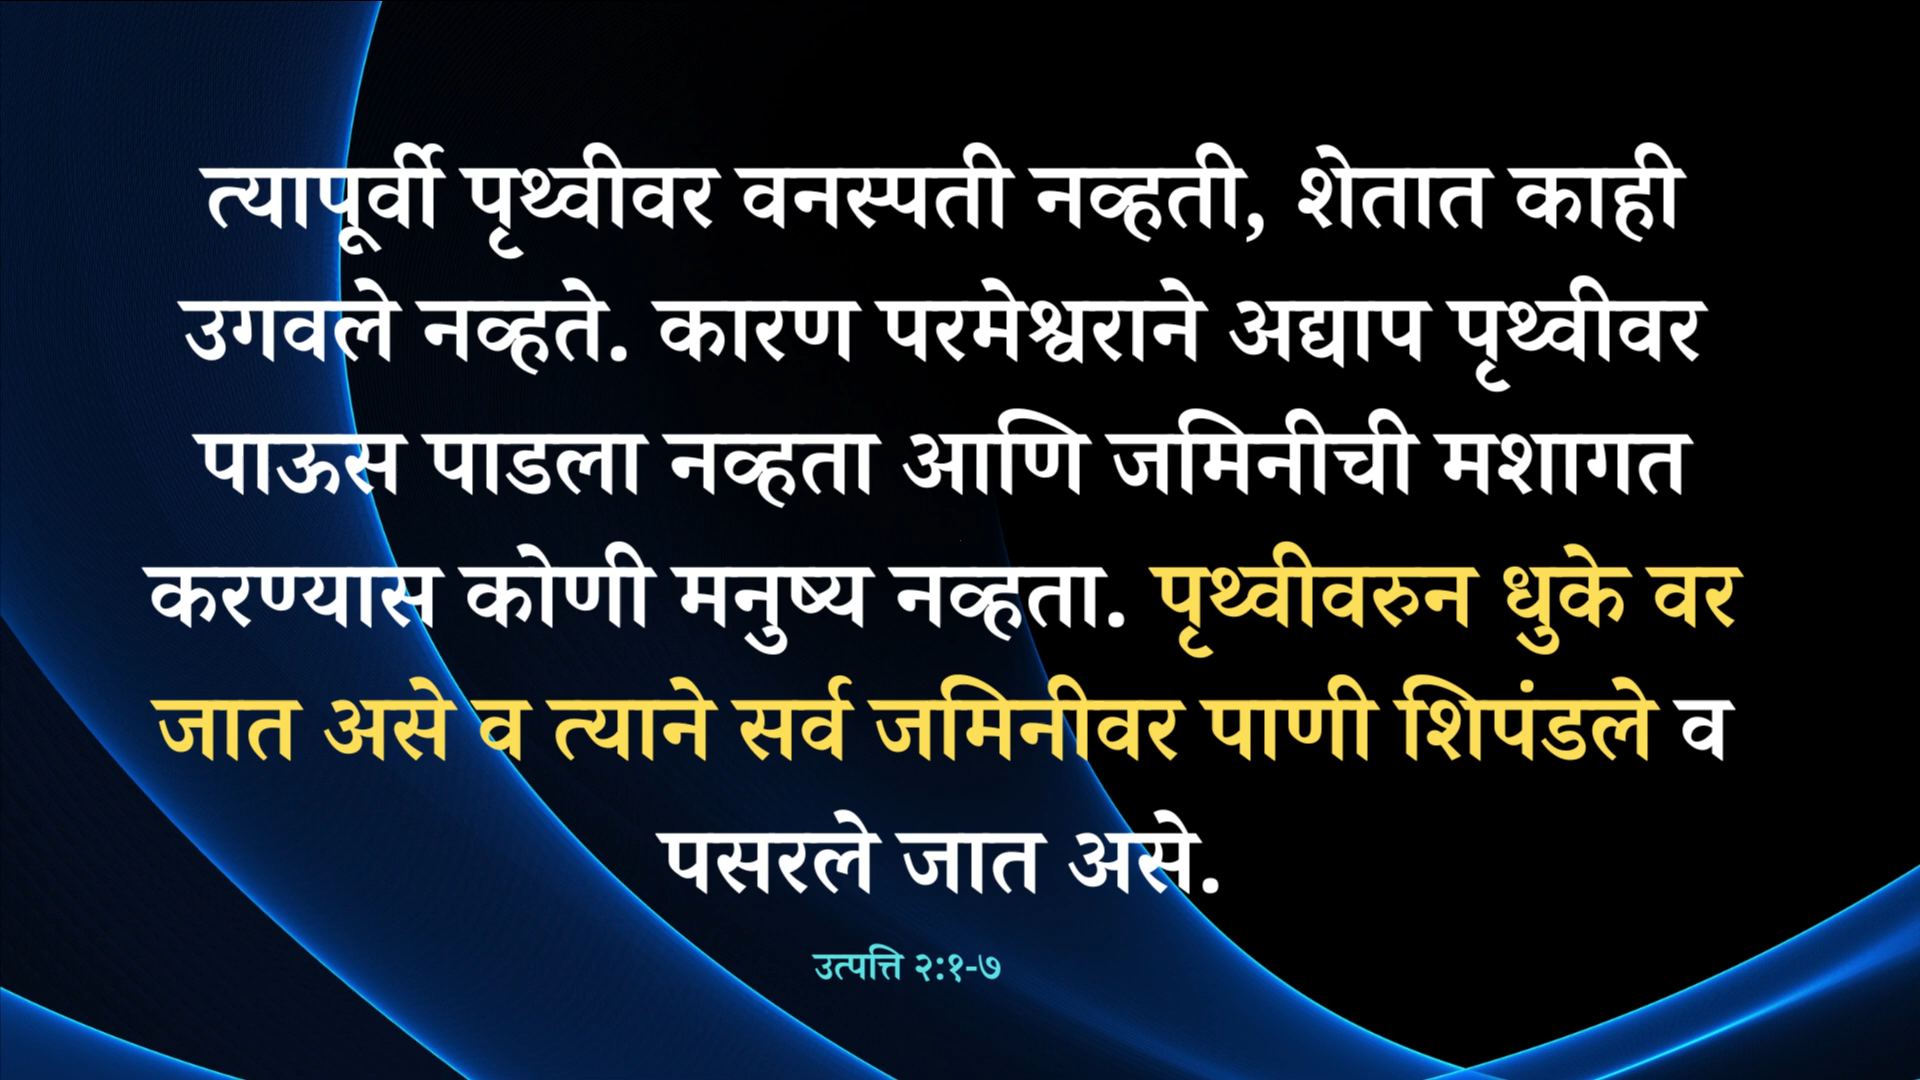 त्यापूर्वी पृथ्वीवर वनस्पती नव्हती, शेतात काही
उगवले नव्हते. कारण परमेश्वराने अद्याप पृथ्वीवर
पाऊस पाडला नव्हता आणि जमिनीची मशागत
करण्यास कोणी मनुष्य नव्हता. पृथ्वीवरुन धुके वर
जात असे व त्याने सर्व जमिनीवर पाणी शिपंडले व
पसरले जात असे.
उत्पत्ति २:१-७